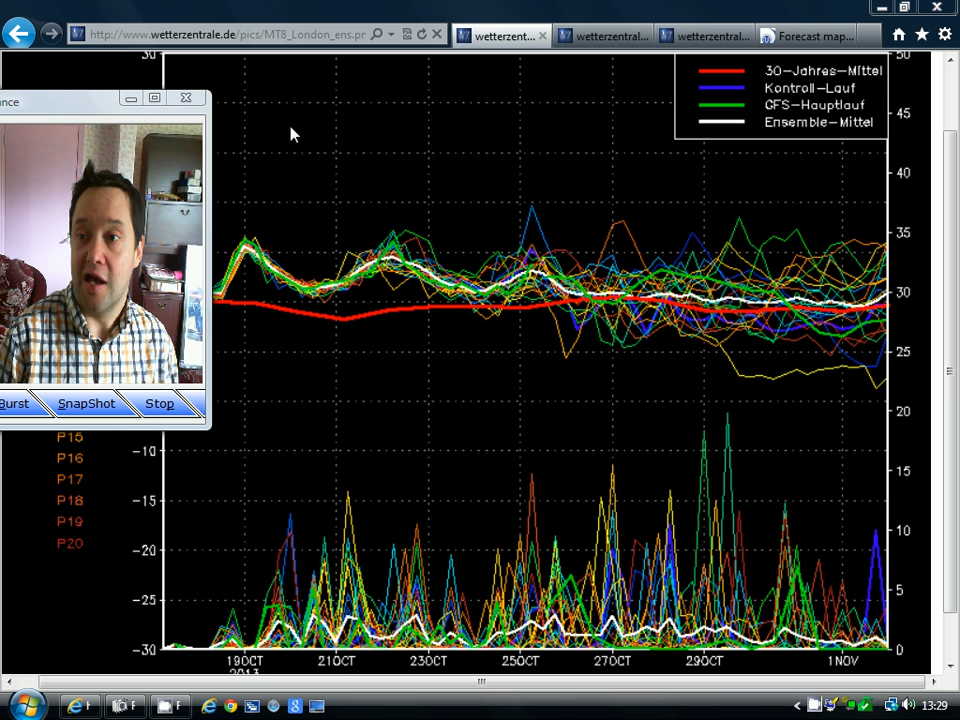 http://www.wetterzentrale.de/pics/MT8_London_ens.pr
wetterzent...
wetterzentral...
wetterzentral...
Forecast map...
30
50
30-Jahres-Mittel
Kontroll-Lauf
GFS-Hauptlauf
Ensemble-Mittel
45
40
35
30
25
20
ance
Burst
SnapShot
Stop
P15
P16
P17
P18
P19
P20
-10
-15
-20
-25
-30
15
10
5
0
19OCT
21OCT
23OCT
25OCT
27OCT
29OCT
1NOV
2013
13:29